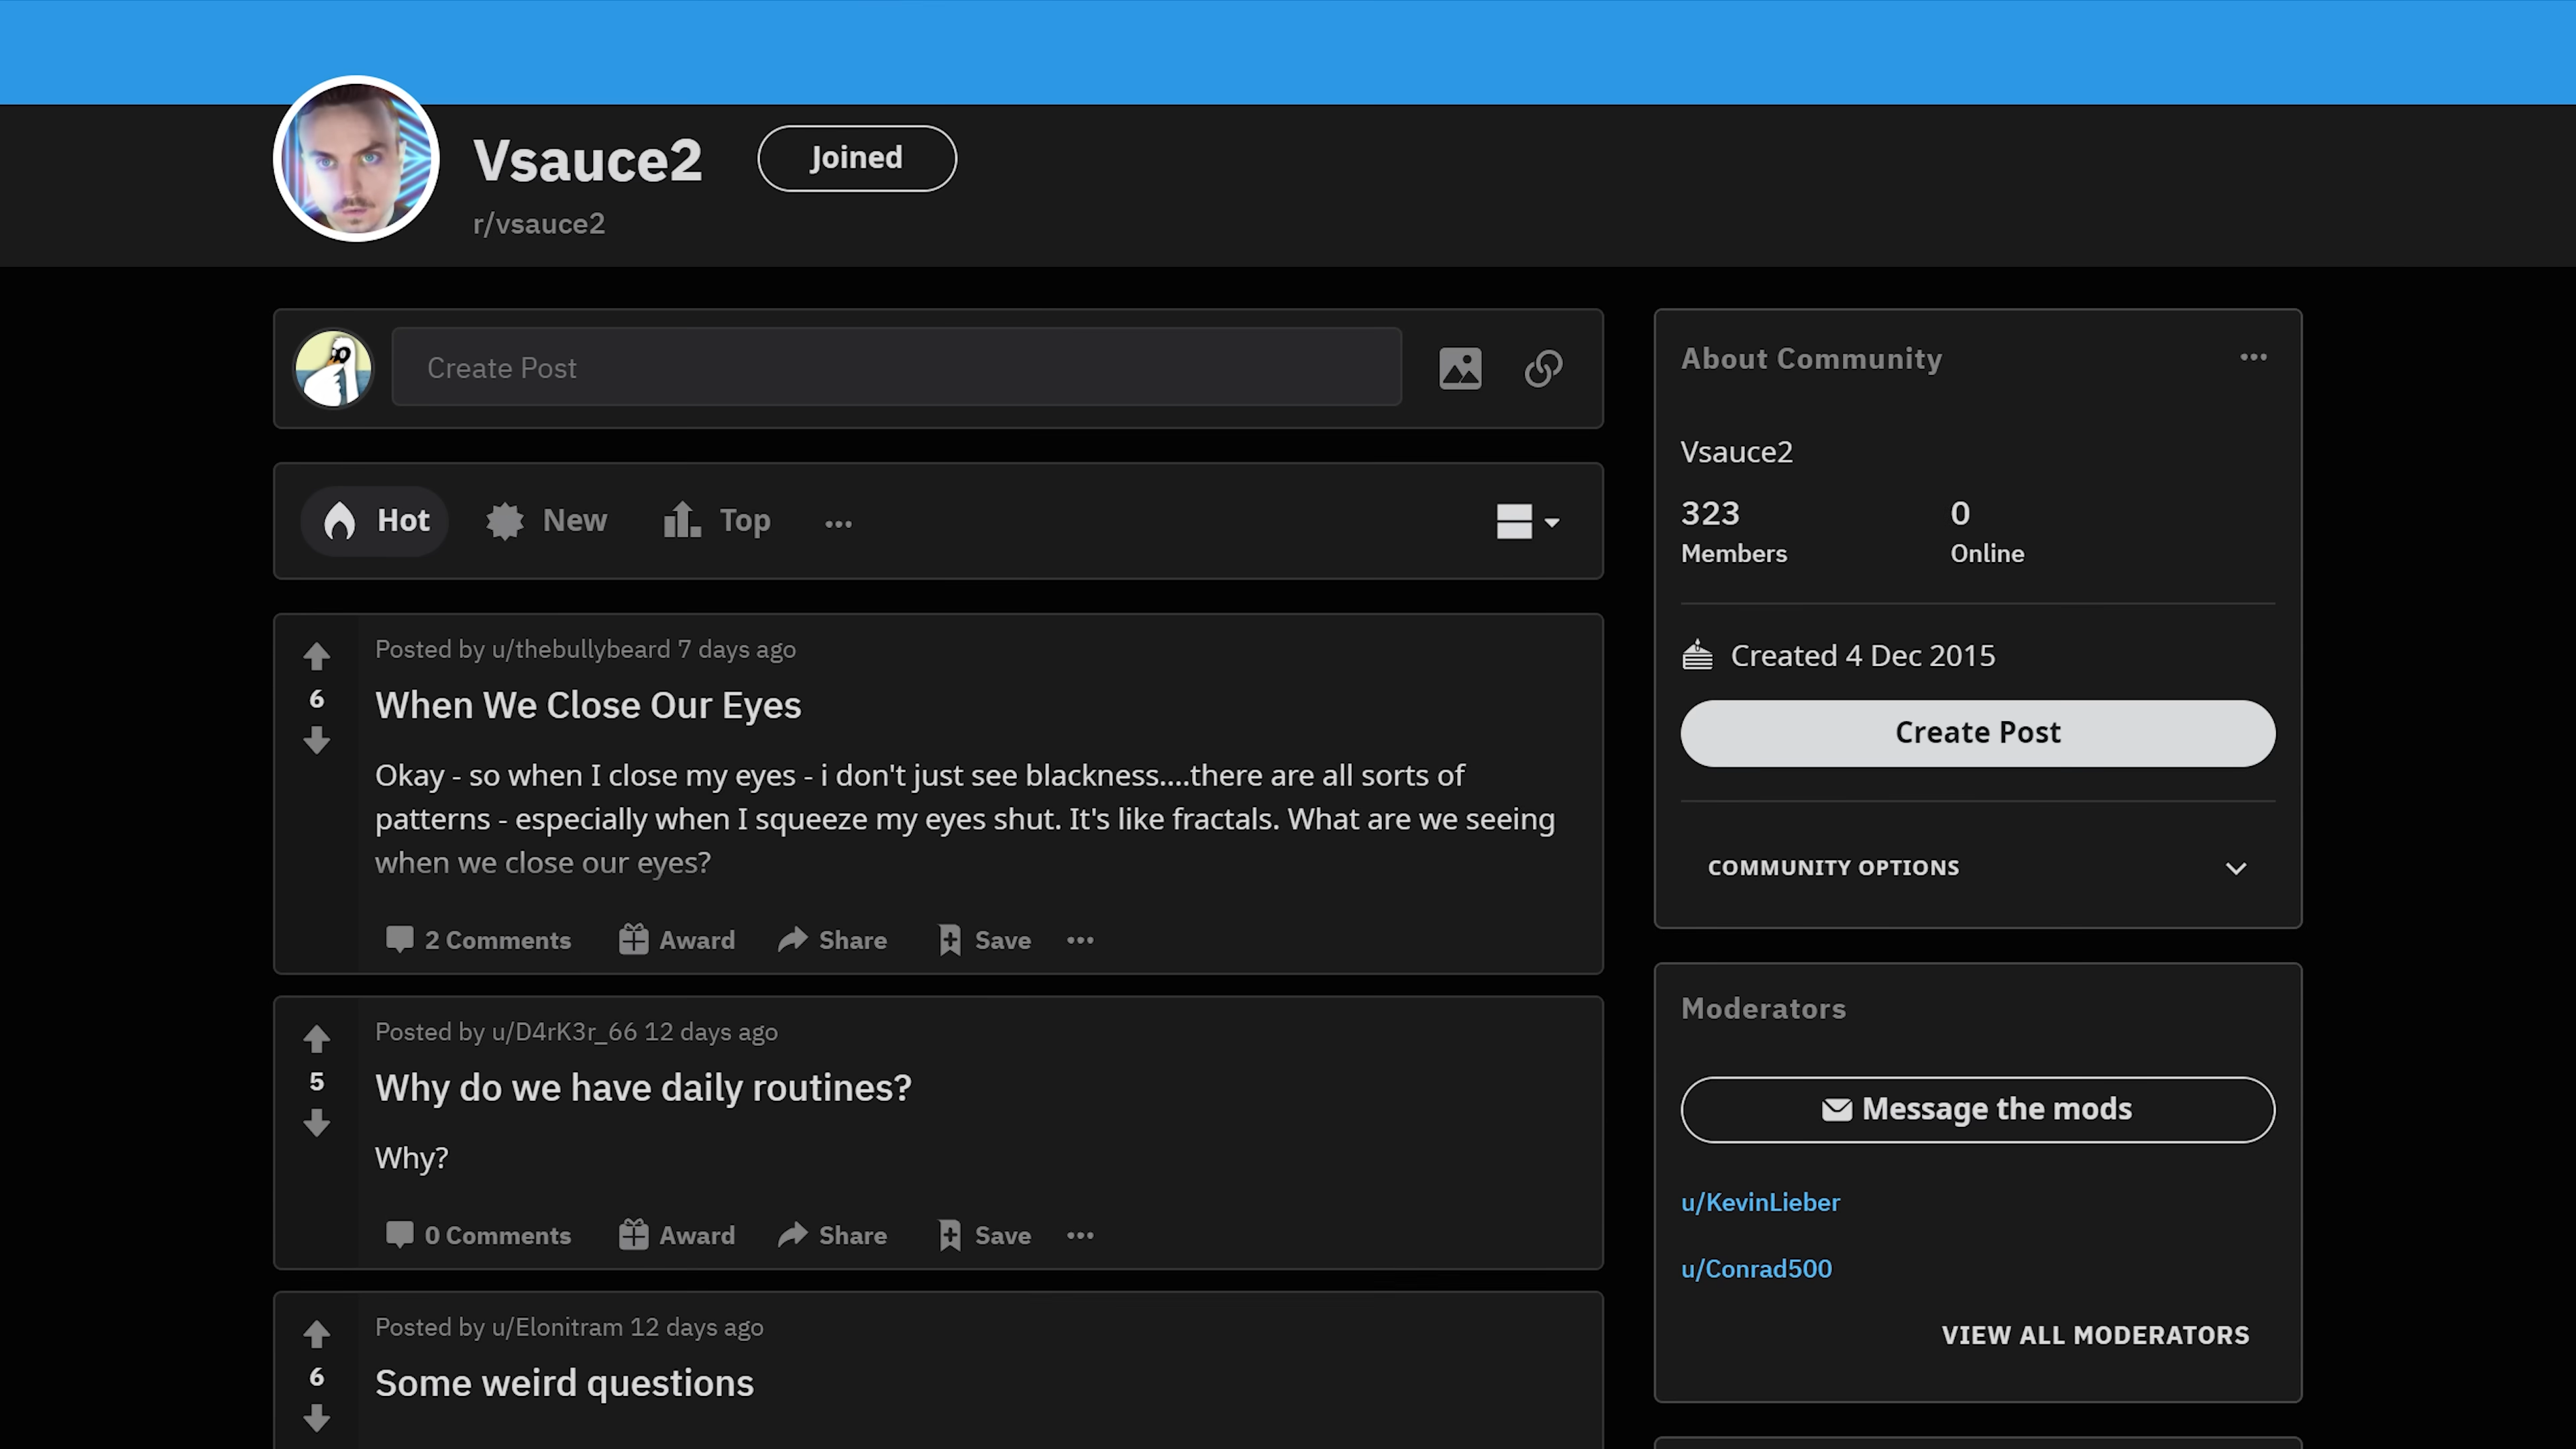 Vsauce2
Joined
r/vsauce2
Create Post
Hot
New
Top
Posted by u/thebullybeard 7 days ago
6
When We Close Our Eyes
Okay - so when I close my eyes - i don't just see blackness....there are all sorts of
patterns - especially when I squeeze my eyes shut. It's like fractals. What are we seeing
when we close our eyes?
2 Comments
Award
Share
Save
Posted by u/D4rK3r_66 12 days ago
5
Why do we have daily routines?
Why?
0 Comments
Award
Share
Save
Posted by u/Elonitram 12 days ago
6
Some weird questions
About Community
Vsauce2
323
Members
0
Online
Created 4 Dec 2015
Create Post
COMMUNITY OPTIONS
Moderators
Message the mods
u/KevinLieber
u/Conrad500
VIEW ALL MODERATORS